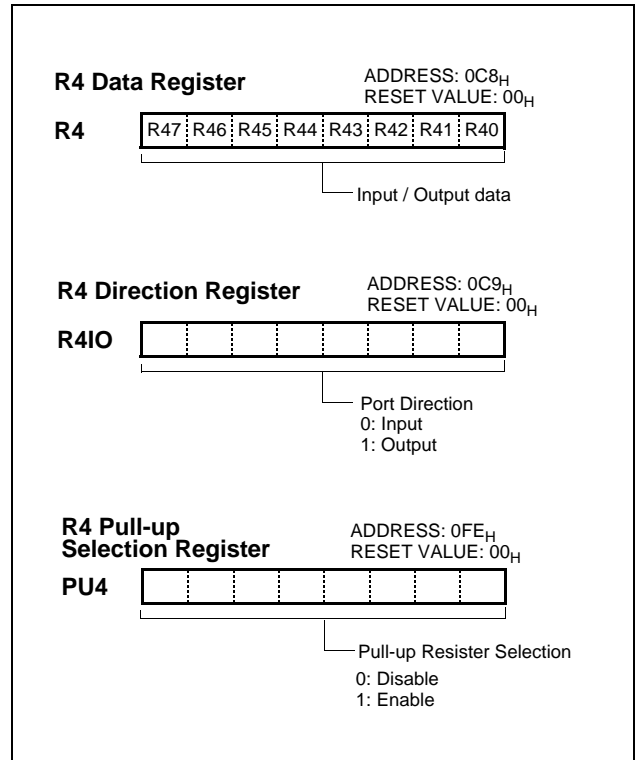 R4 Data Register
ADDRESS: 0C8H
RESET VALUE: 00H
R4 R47 R46 R45 R44 R43 R42 R41 R40
Input / Output data
R4 Direction Register
ADDRESS: 0C9H
RESET VALUE: 00H
R4IO
Port Direction
0: Input
1: Output
R4 Pull-up
Selection Register
ADDRESS: 0FEH
RESET VALUE: 00H
PU4
Pull-up Resister Selection
0: Disable
1: Enable